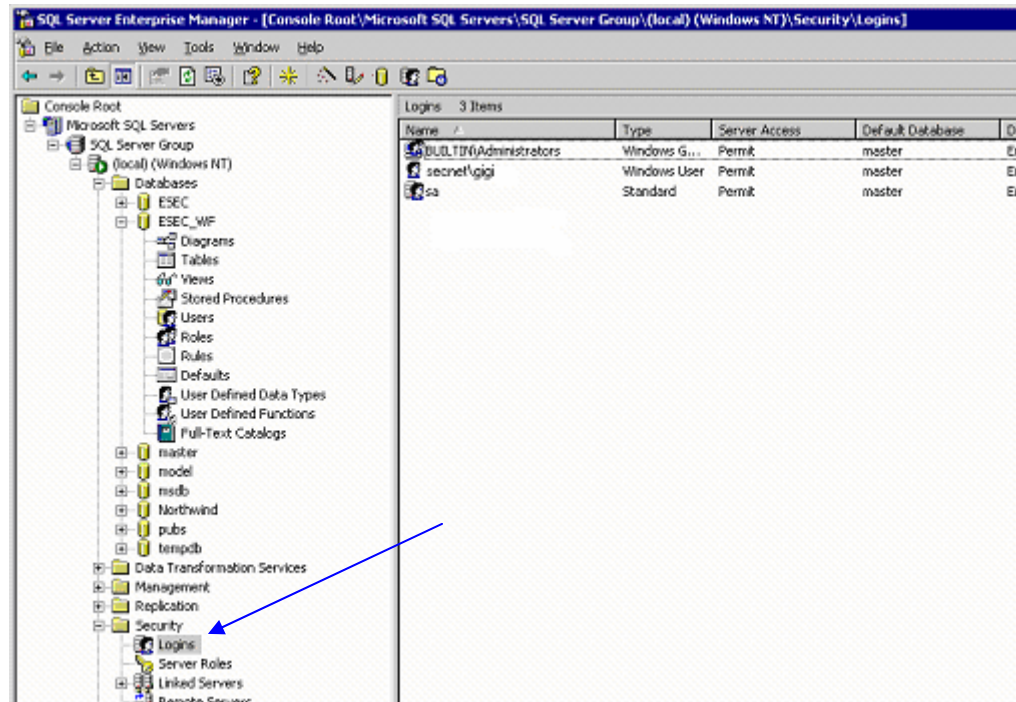 SQL Server Enterprise Manager - [Console Root\Microsoft SQL Servers\SQL Server Group\(local) (Windows NT)\Security\Logins]
File Action View Tools Window Help
Console Root
Microsoft SQL Servers
SQL Server Group
(local) (Windows NT)
Databases
ESEC
ESEC_WF
Diagrams
Tables
Views
Stored Procedures
Users
Roles
Rules
Defaults
User Defined Data Types
User Defined Functions
Full-Text Catalogs
master
model
msdb
Northwind
pubs
tempdb
Data Transformation Services
Management
Replication
Security
Logins
Server Roles
Linked Servers
Remote Servers
Logins 3 Items
Name Type Server Access Default Database D
BUILTIN\Administrators Windows G... Permit master E
secnet\gigi Windows User Permit master E
sa Standard Permit master E